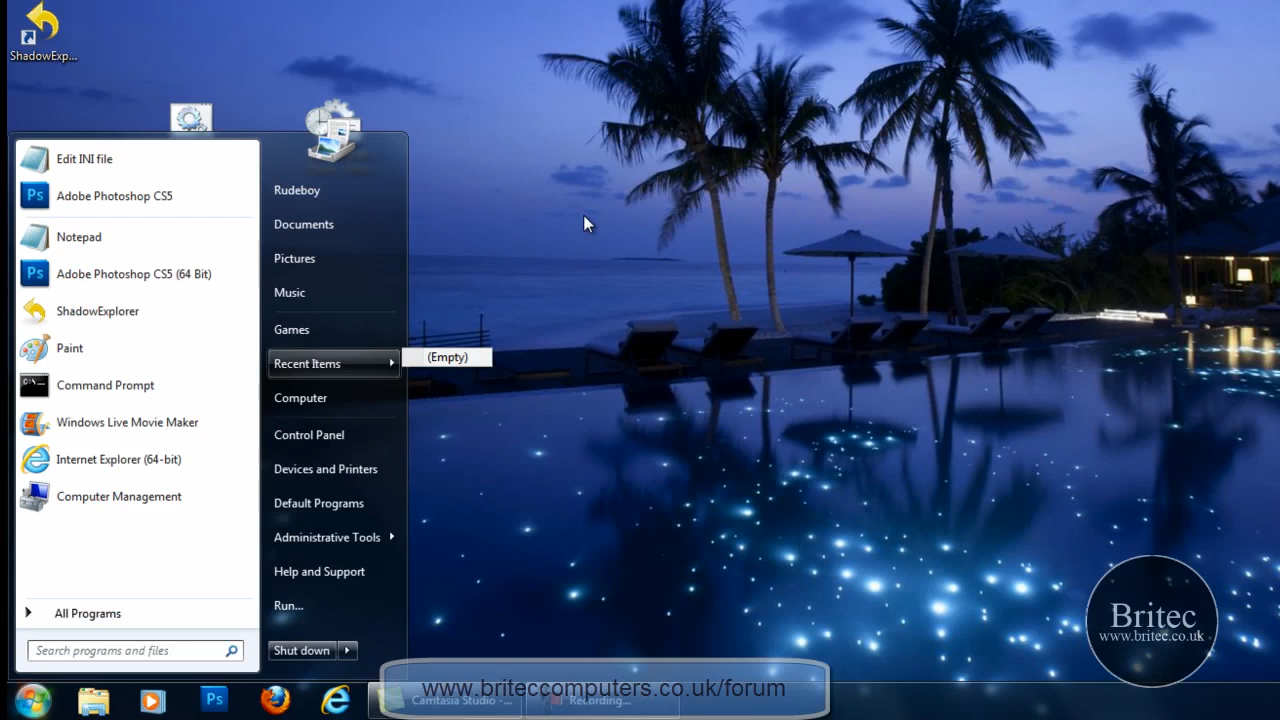 ShadowExp...
Edit INI file
Ps Adobe Photoshop CS5
Notepad
Ps Adobe Photoshop CS5 (64 Bit)
ShadowExplorer
Paint
C:\_ Command Prompt
Windows Live Movie Maker
Internet Explorer (64-bit)
Computer Management
All Programs
Search programs and files
Rudeboy
Documents
Pictures
Music
Games
Recent Items
(Empty)
Computer
Control Panel
Devices and Printers
Default Programs
Administrative Tools
Help and Support
Run...
Shut down
Britec
www.britec.co.uk
Ps
www.briteccomputers.co.uk/forum
Camtasia Studio -...
Recording...